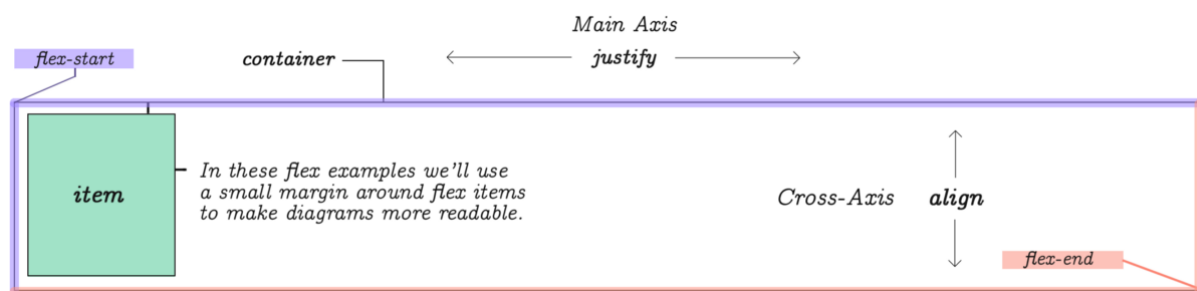 Main Axis
flex-start
container
justify
In these flex examples we'll use
a small margin around flex items
to make diagrams more readable.
item
Cross-Axis
align
flex-end